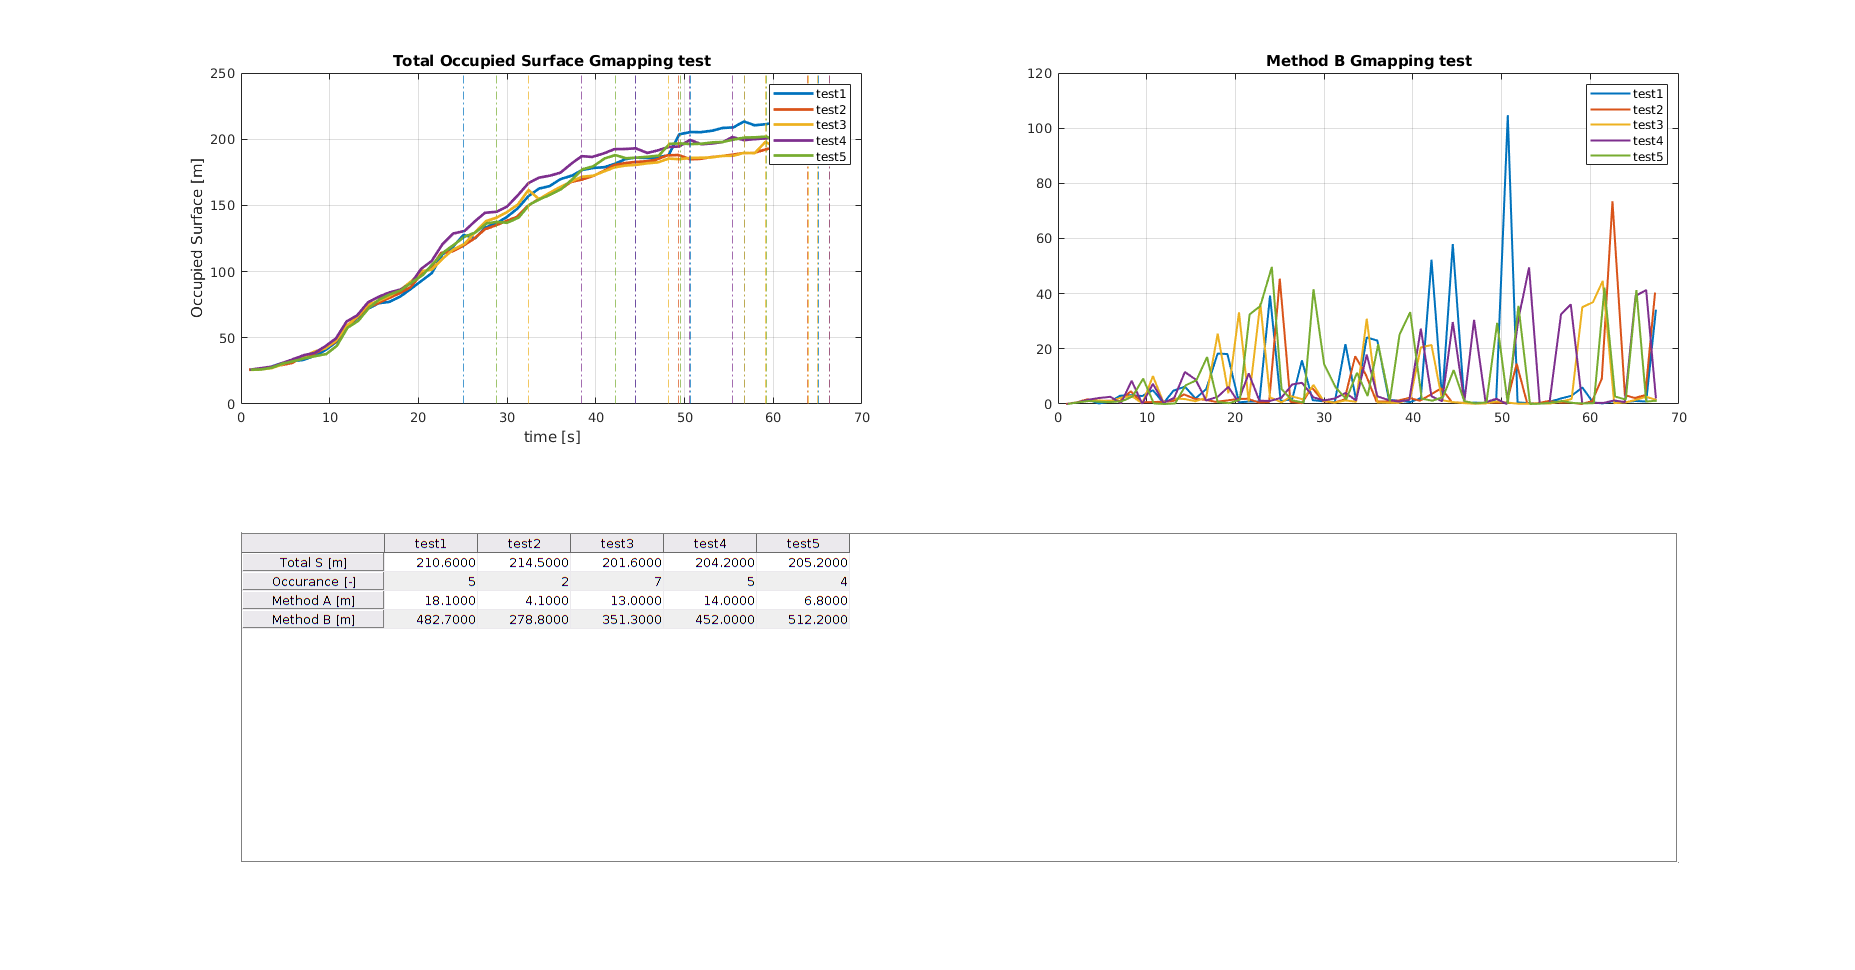 Total Occupied Surface Gmapping test
250
200
150
100
50
0
Occupied Surface [m]
0 10 20 30 40 50 60 70
time [s]
test1
test2
test3
test4
test5
Method B Gmapping test
120
100
80
60
40
20
0
0 10 20 30 40 50 60 70
test1
test2
test3
test4
test5
test1 test2 test3 test4 test5
Total S [m] 210.6000 214.5000 201.6000 204.2000 205.2000
Occurance [-] 5 2 7 5 4
Method A [m] 18.1000 4.1000 13.0000 14.0000 6.8000
Method B [m] 482.7000 278.8000 351.3000 452.0000 512.2000